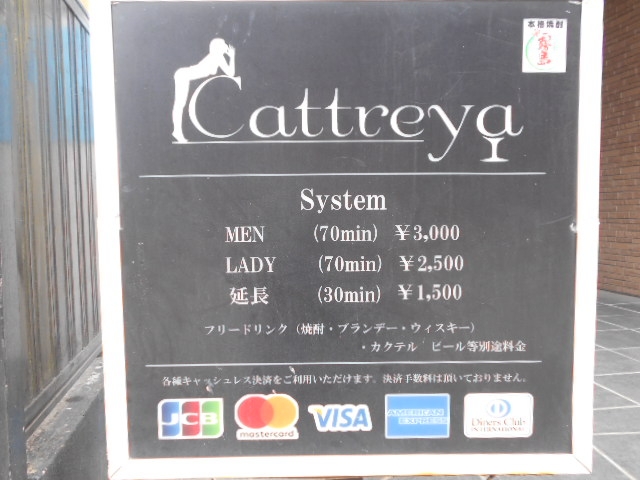 本格焼酎
霧島
Cattreya
System
MEN (70min) ¥3,000
LADY (70min) ¥2,500
延長 (30min) ¥1,500
フリードリンク（焼酎・ブランデー・ウィスキー）
・カクテル ビール等別途料金
各種キャッシュレス決済をご利用いただけます。決済手数料は頂いておりません。
JCB mastercard VISA AMERICAN EXPRESS Diners Club INTERNATIONAL